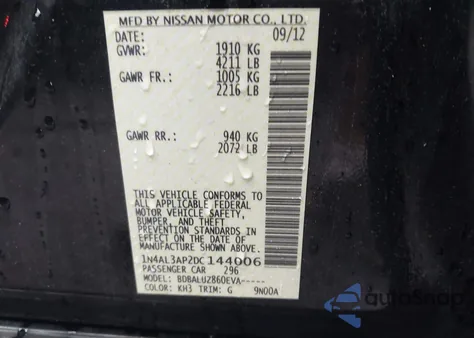 MFD BY NISSAN MOTOR CO., LTD.
DATE: 09/12
GVWR: 1910 KG
4211 LB
GAWR FR.: 1005 KG
2216 LB
GAWR RR.: 940 KG
2072 LB
THIS VEHICLE CONFORMS TO
ALL APPLICABLE FEDERAL
MOTOR VEHICLE SAFETY,
BUMPER, AND THEFT
PREVENTION STANDARDS IN
EFFECT ON THE DATE OF
MANUFACTURE SHOWN ABOVE.
1N4AL3AP2DC144006
PASSENGER CAR 296
MODEL: BDBALUZ860EVA-----
COLOR: KH3 TRIM: G 9N00A
AutoSnap